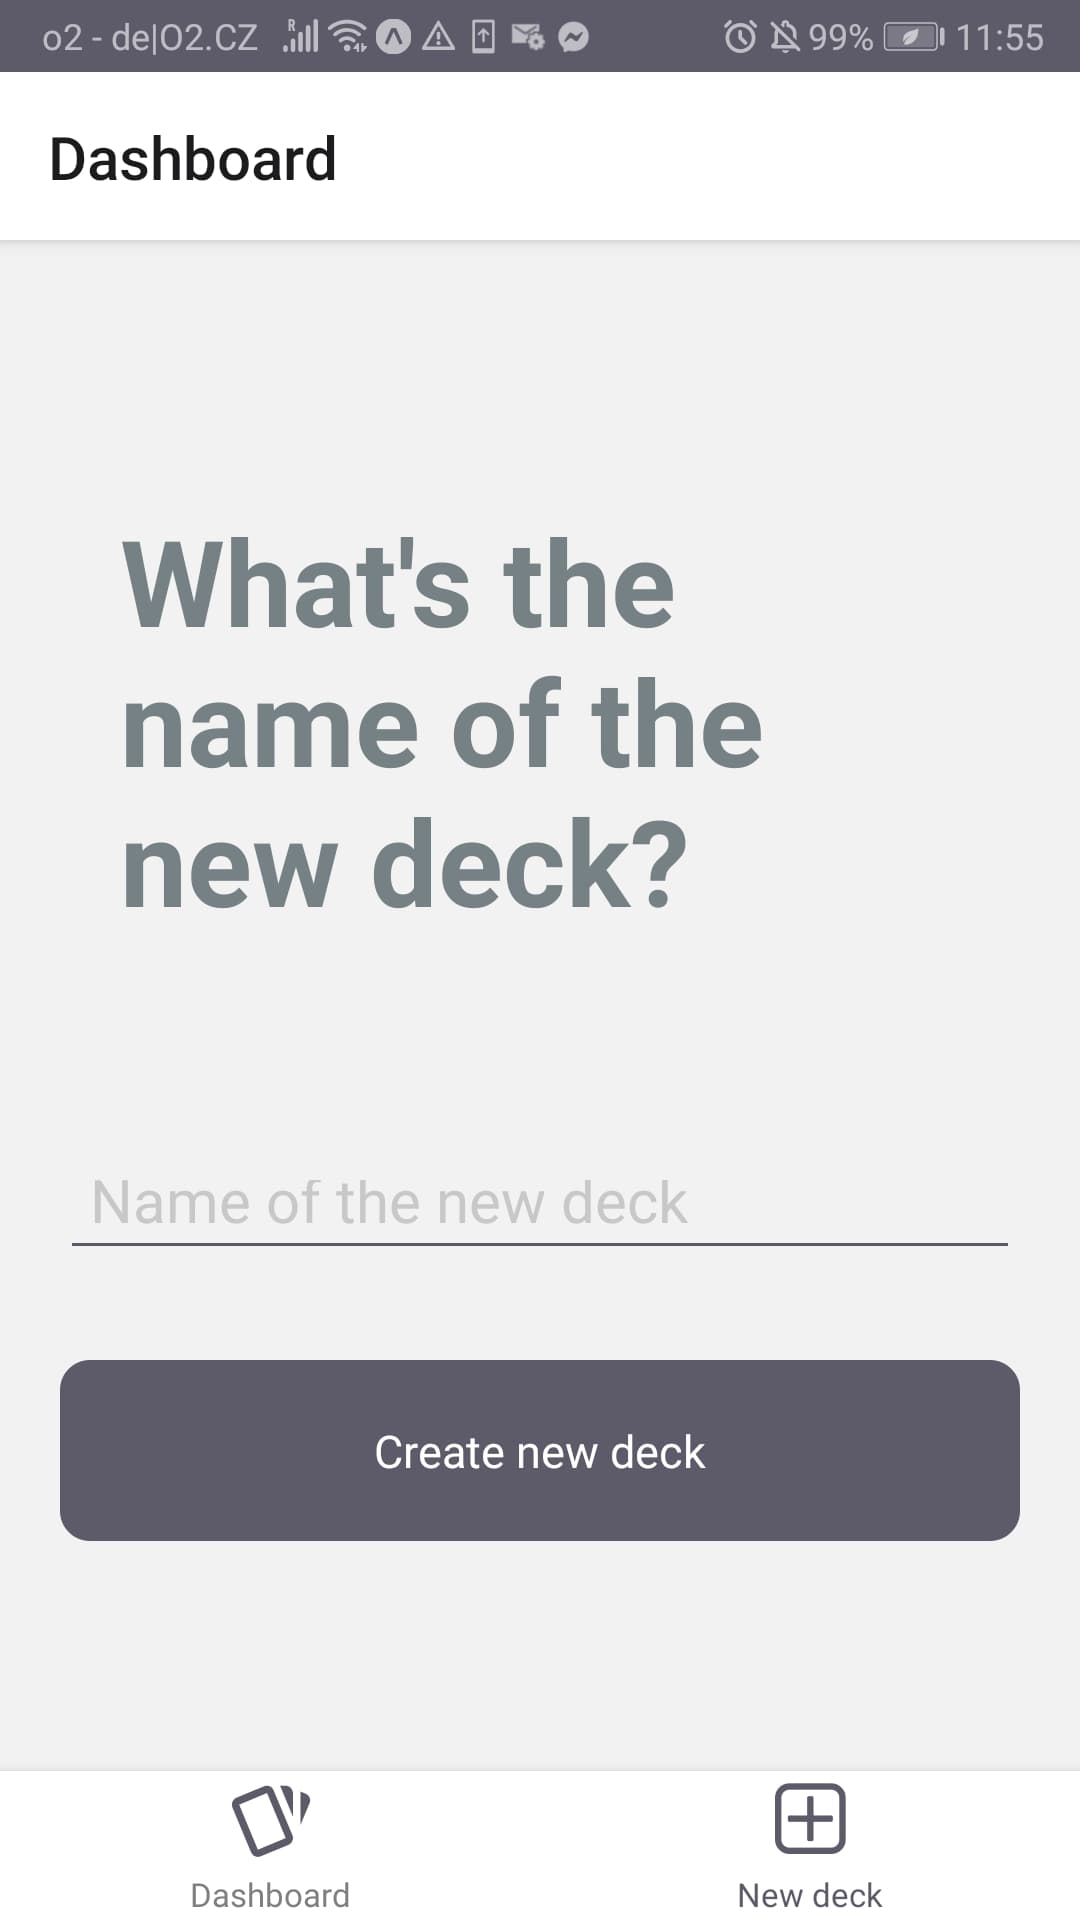 o2 - de|O2.CZ R 99% 11:55
Dashboard
What's the
name of the
new deck?
Name of the new deck
Create new deck
Dashboard New deck